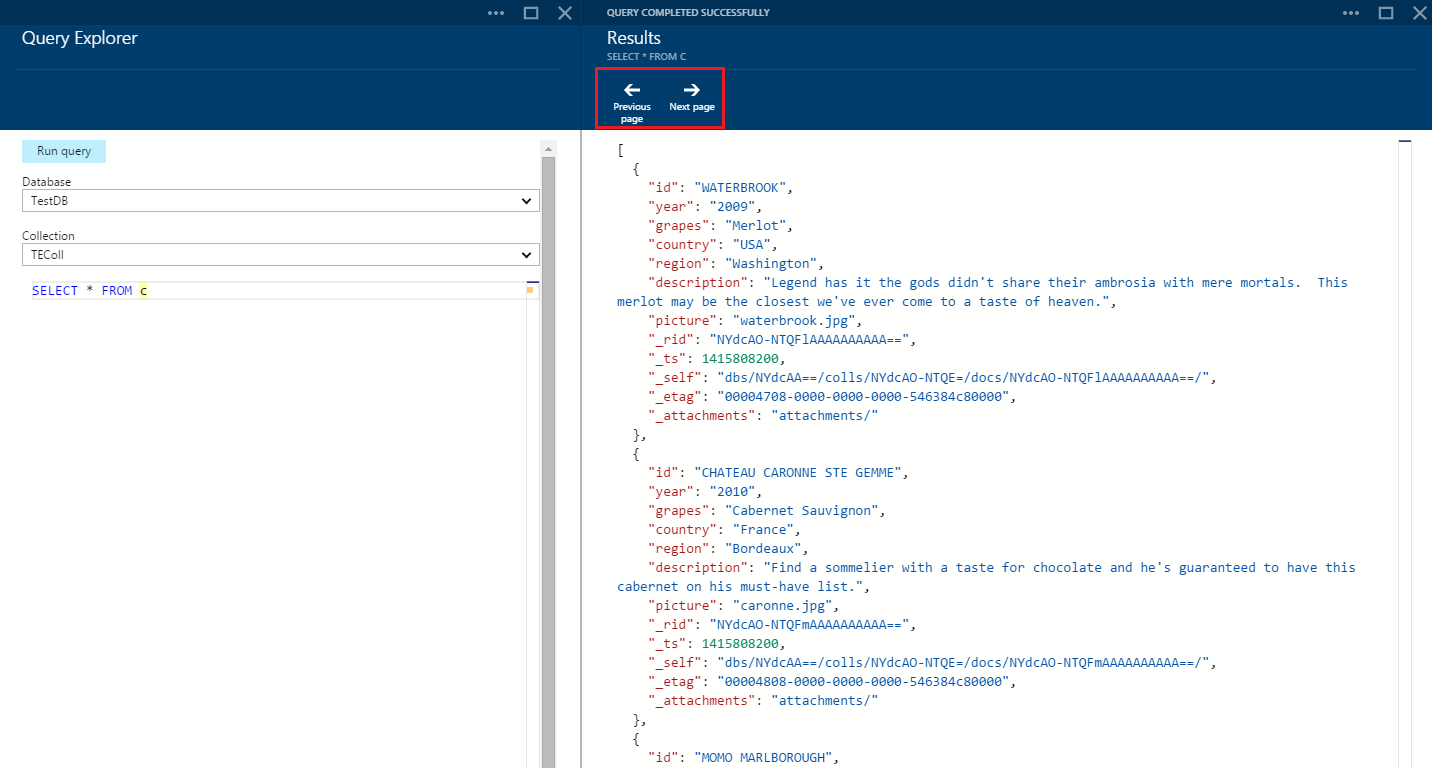 Query Explorer
Run query
Database
TestDB
Collection
TEColl
SELECT * FROM c
QUERY COMPLETED SUCCESSFULLY
Results
SELECT * FROM C
Previous
page
Next page
[
{
"id": "WATERBROOK",
"year": "2009",
"grapes": "Merlot",
"country": "USA",
"region": "Washington",
"description": "Legend has it the gods didn't share their ambrosia with mere mortals.  This
merlot may be the closest we've ever come to a taste of heaven.",
"picture": "waterbrook.jpg",
"_rid": "NYdcAO-NTQFlAAAAAAAAAA==",
"_ts": 1415808200,
"_self": "dbs/NYdcAA==/colls/NYdcAO-NTQE=/docs/NYdcAO-NTQFlAAAAAAAAAA==/",
"_etag": "00004708-0000-0000-0000-546384c80000",
"_attachments": "attachments/"
},
{
"id": "CHATEAU CARONNE STE GEMME",
"year": "2010",
"grapes": "Cabernet Sauvignon",
"country": "France",
"region": "Bordeaux",
"description": "Find a sommelier with a taste for chocolate and he's guaranteed to have this
cabernet on his must-have list.",
"picture": "caronne.jpg",
"_rid": "NYdcAO-NTQFmAAAAAAAAAA==",
"_ts": 1415808200,
"_self": "dbs/NYdcAA==/colls/NYdcAO-NTQE=/docs/NYdcAO-NTQFmAAAAAAAAAA==/",
"_etag": "00004808-0000-0000-0000-546384c80000",
"_attachments": "attachments/"
},
{
"id": "MOMO MARLBOROUGH",